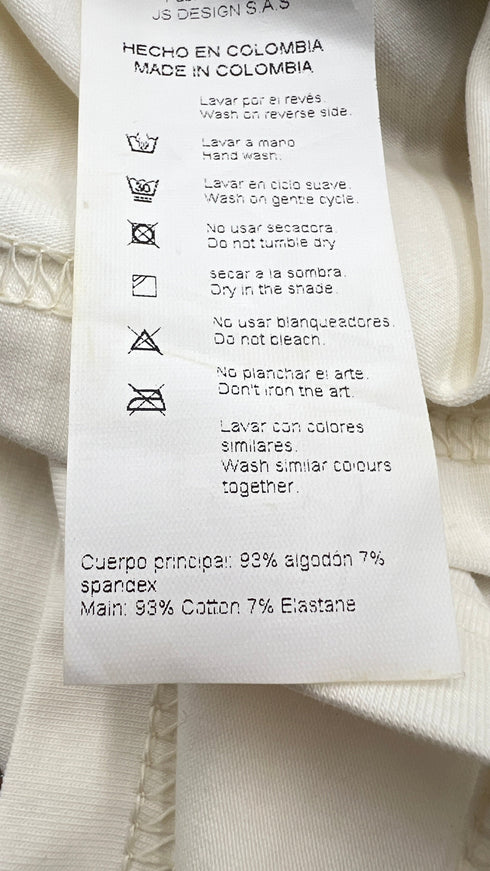 JS DESIGN S.A.S
HECHO EN COLOMBIA
MADE IN COLOMBIA
Lavar por el revés.
Wash on reverse side.
Lavar a mano
Hand wash.
30
Lavar en ciclo suave.
Wash on gentle cycle.
No usar secadora.
Do not tumble dry
secar a la sombra.
Dry in the shade.
No usar blanqueadores.
Do not bleach.
No planchar el arte.
Don't iron the art.
Lavar con colores
similares.
Wash similar colours
together.
Cuerpo principal: 93% algodón 7%
spandex
Main: 93% Cotton 7% Elastane